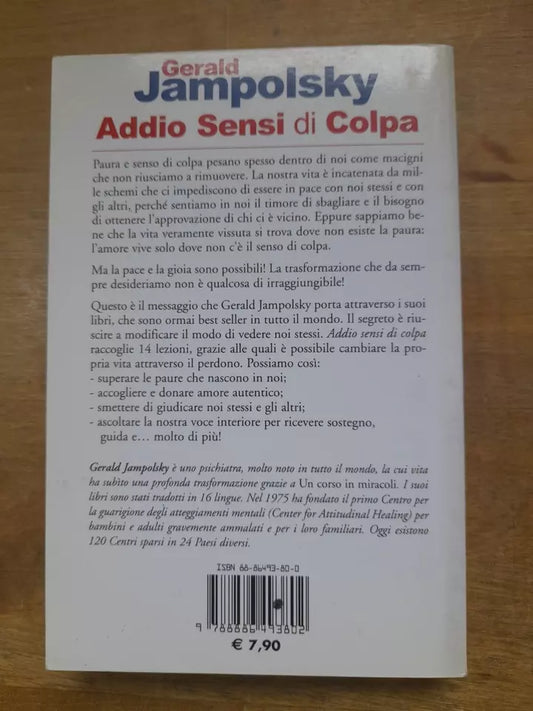 Gerald
Jampolsky
Addio Sensi di Colpa
Paura e senso di colpa pesano spesso dentro di noi come macigni
che non riusciamo a rimuovere. La nostra vita è incatenata da mil-
le schemi che ci impediscono di essere in pace con noi stessi e con
gli altri, perché sentiamo in noi il timore di sbagliare e il bisogno
di ottenere l'approvazione di chi ci è vicino. Eppure sappiamo be-
ne che la vita veramente vissuta si trova dove non esiste la paura:
l'amore vive solo dove non c'è il senso di colpa.
Ma la pace e la gioia sono possibili! La trasformazione che da sem-
pre desideriamo non è qualcosa di irraggiungibile!
Questo è il messaggio che Gerald Jampolsky porta attraverso i suoi
libri, che sono ormai best seller in tutto il mondo. Il segreto è riu-
scire a modificare il modo di vedere noi stessi. Addio sensi di colpa
raccoglie 14 lezioni, grazie alle quali è possibile cambiare la pro-
pria vita attraverso il perdono. Possiamo così:
- superare le paure che nascono in noi;
- accogliere e donare amore autentico;
- smettere di giudicare noi stessi e gli altri;
- ascoltare la nostra voce interiore per ricevere sostegno,
guida e… molto di più!
Gerald Jampolsky è uno psichiatra, molto noto in tutto il mondo, la cui vita
ha subìto una profonda trasformazione grazie a Un corso in miracoli. I suoi
libri sono stati tradotti in 16 lingue. Nel 1975 ha fondato il primo Centro per
la guarigione degli atteggiamenti mentali (Center for Attitudinal Healing) per
bambini e adulti gravemente ammalati e per i loro familiari. Oggi esistono
120 Centri sparsi in 24 Paesi diversi.
ISBN 88-86493-80-0
9 788886 493802
€ 7,90